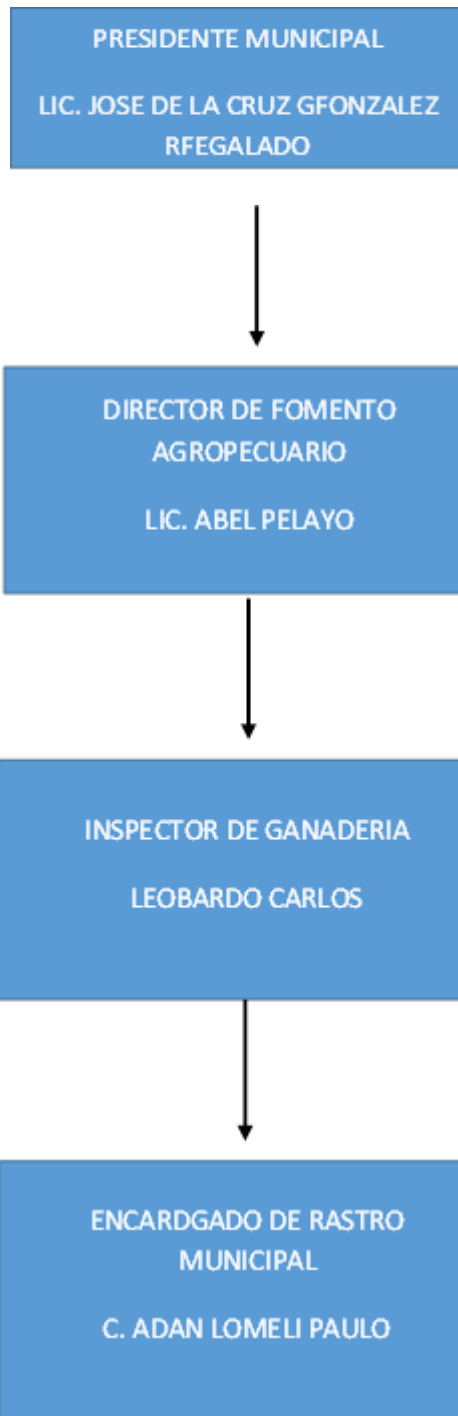 PRESIDENTE MUNICIPAL
LIC. JOSE DE LA CRUZ GFONZALEZ
RFEGALADO
DIRECTOR DE FOMENTO
AGROPECUARIO
LIC. ABEL PELAYO
INSPECTOR DE GANADERIA
LEOBARDO CARLOS
ENCARDGADO DE RASTRO
MUNICIPAL
C. ADAN LOMELI PAULO